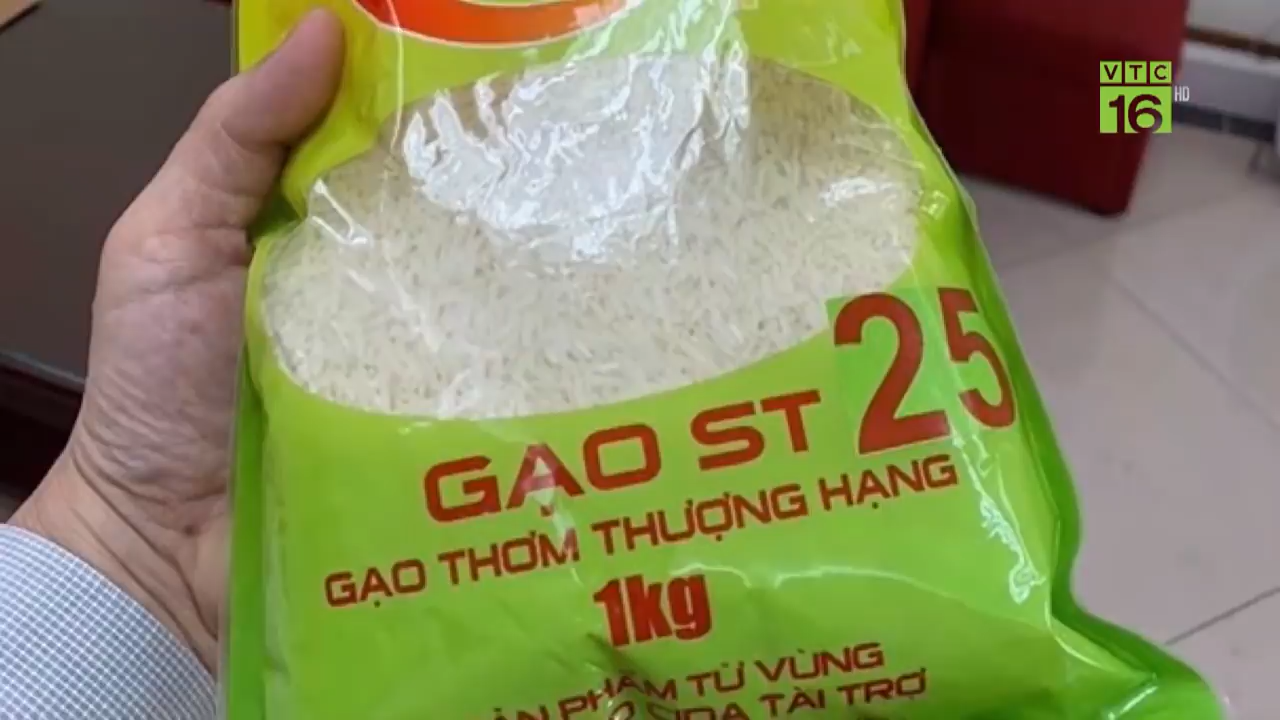 VTC
16 HD
GẠO ST 25
GẠO THƠM THƯỢNG HẠNG
1kg
PHẨM TỪ VÙNG
TÀI TRỢ